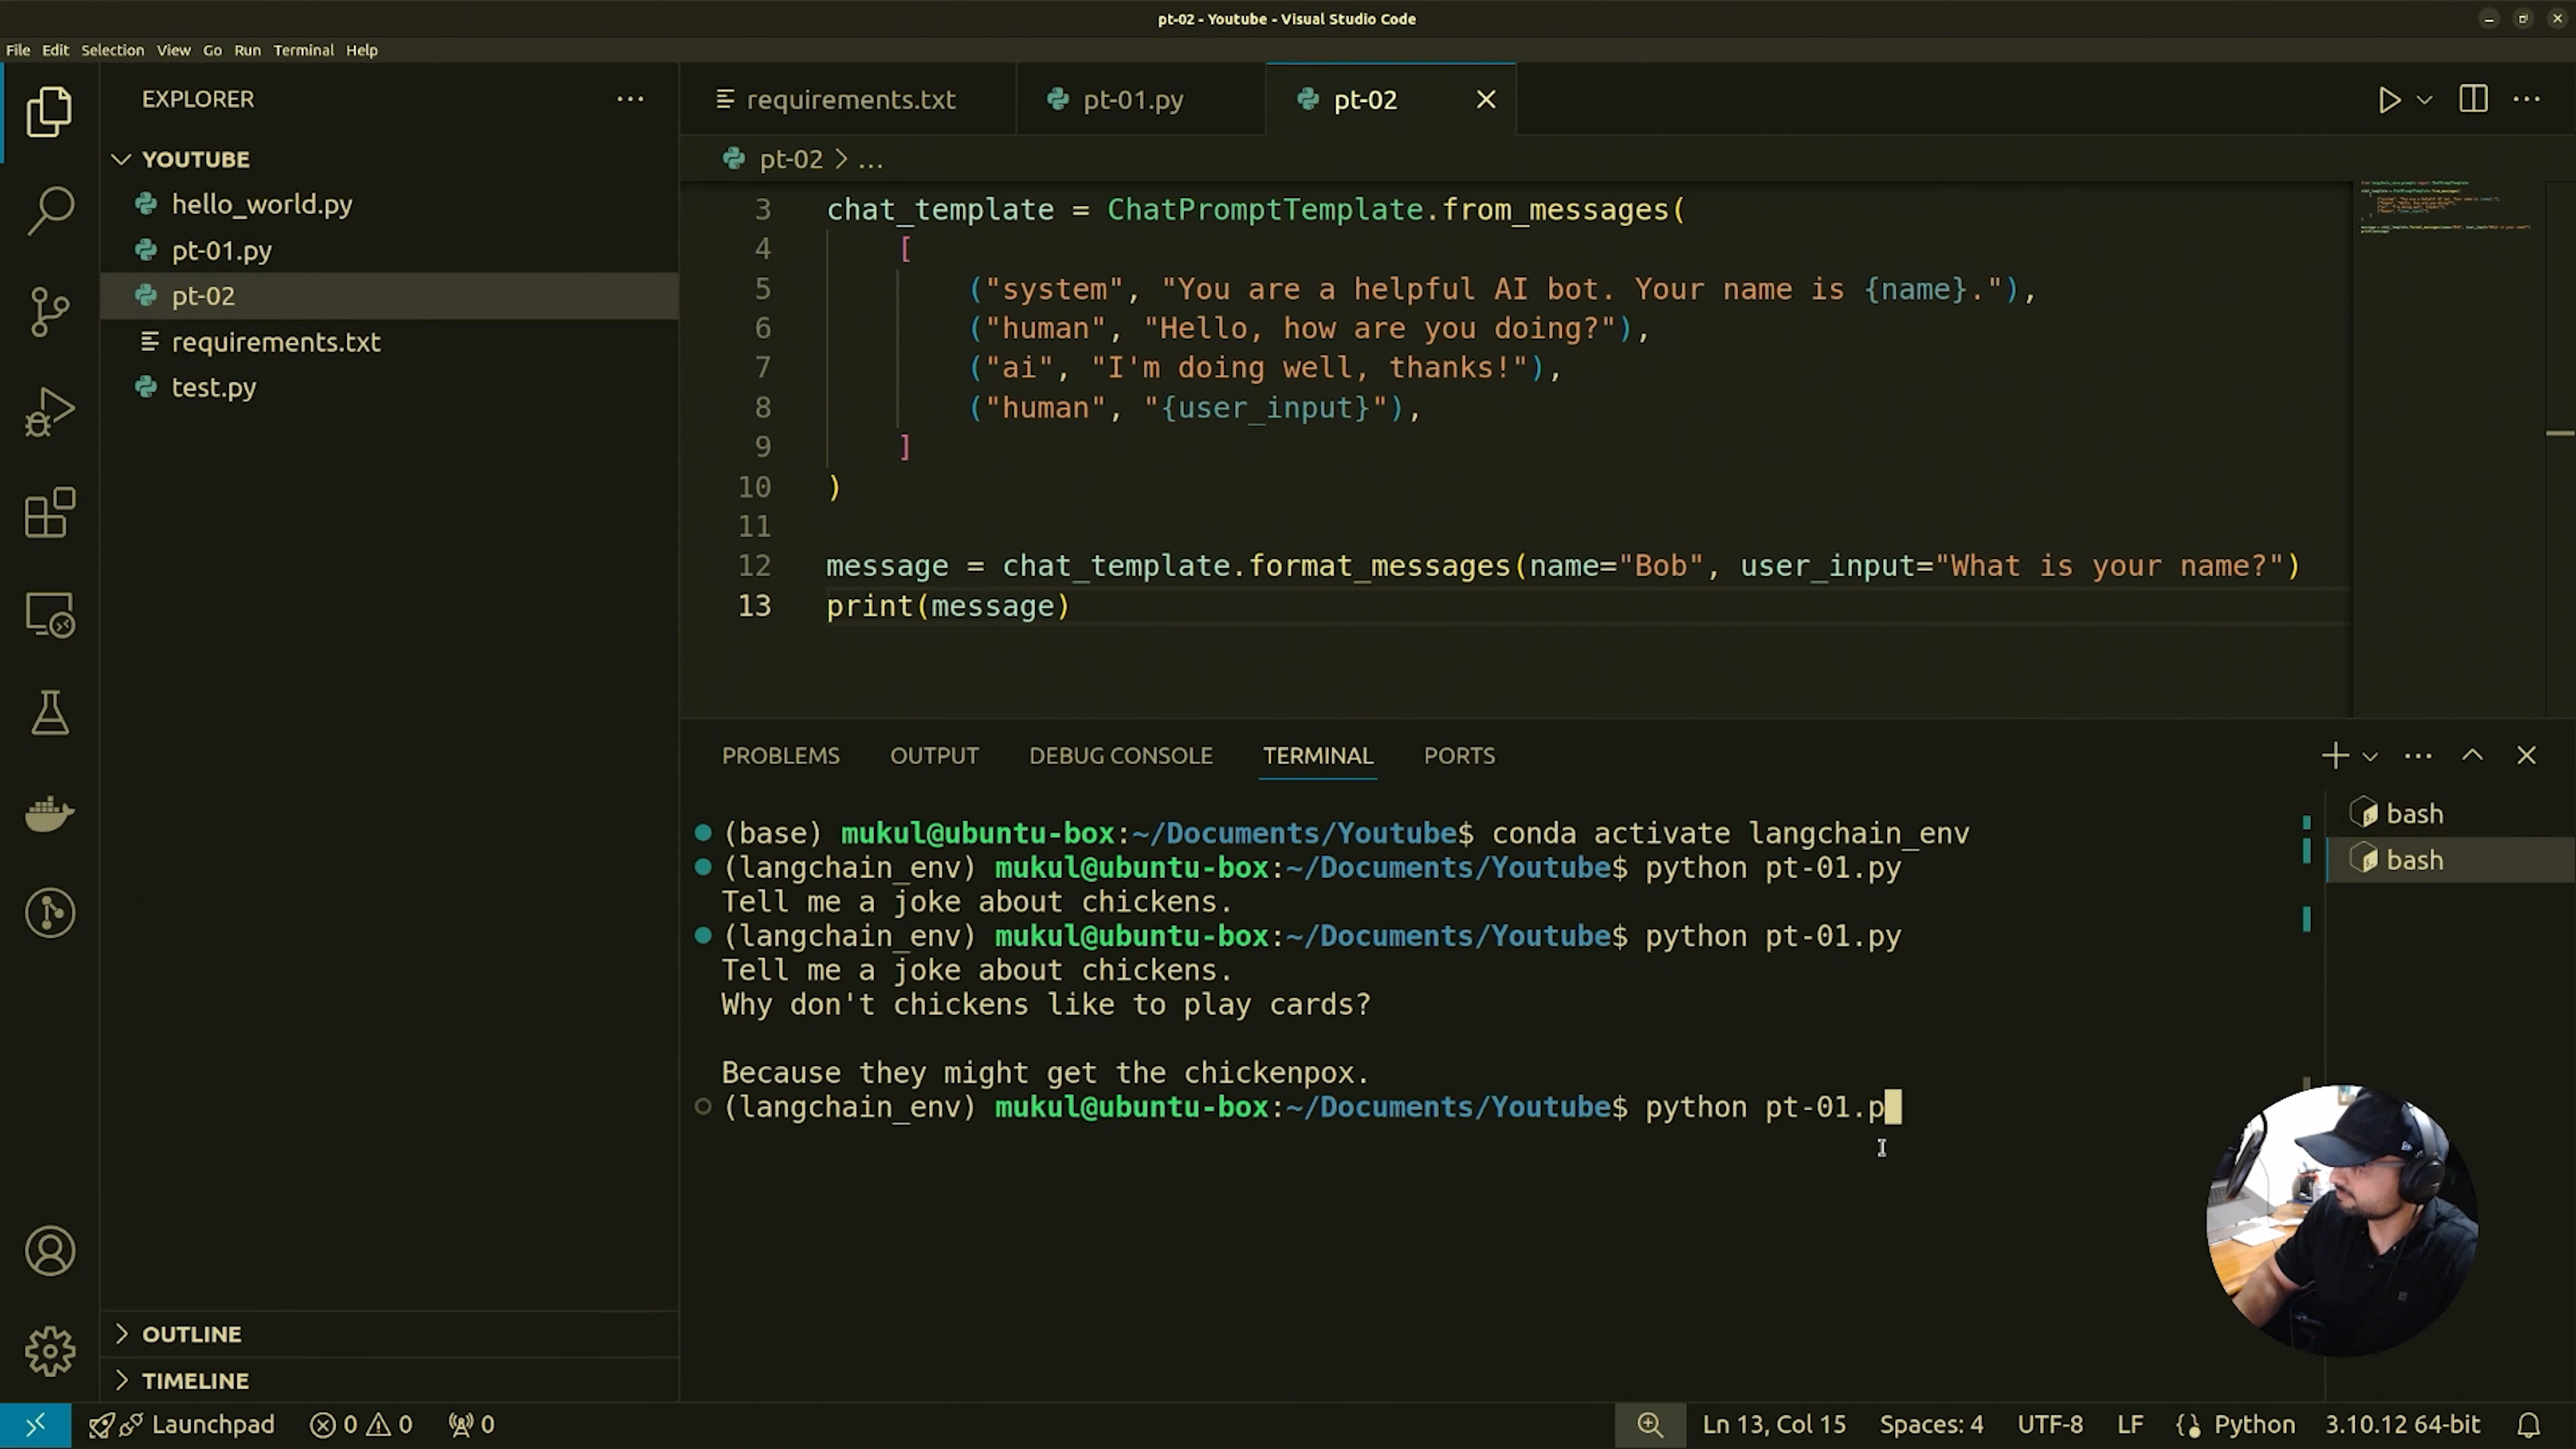 pt-02 - Youtube - Visual Studio Code
File Edit Selection View Go Run Terminal Help
EXPLORER
YOUTUBE
hello_world.py
pt-01.py
pt-02
requirements.txt
test.py
OUTLINE
TIMELINE
requirements.txt pt-01.py pt-02
pt-02 > ...
3 chat_template = ChatPromptTemplate.from_messages(
4 [
5 ("system", "You are a helpful AI bot. Your name is {name}."),
6 ("human", "Hello, how are you doing?"),
7 ("ai", "I'm doing well, thanks!"),
8 ("human", "{user_input}"),
9 ]
10 )
11
12 message = chat_template.format_messages(name="Bob", user_input="What is your name?")
13 print(message)
PROBLEMS OUTPUT DEBUG CONSOLE TERMINAL PORTS
(base) mukul@ubuntu-box:~/Documents/Youtube$ conda activate langchain_env
(langchain_env) mukul@ubuntu-box:~/Documents/Youtube$ python pt-01.py
Tell me a joke about chickens.
(langchain_env) mukul@ubuntu-box:~/Documents/Youtube$ python pt-01.py
Tell me a joke about chickens.
Why don't chickens like to play cards?
Because they might get the chickenpox.
(langchain_env) mukul@ubuntu-box:~/Documents/Youtube$ python pt-01.p
bash
bash
Launchpad 0 0 0 Ln 13, Col 15 Spaces: 4 UTF-8 LF Python 3.10.12 64-bit